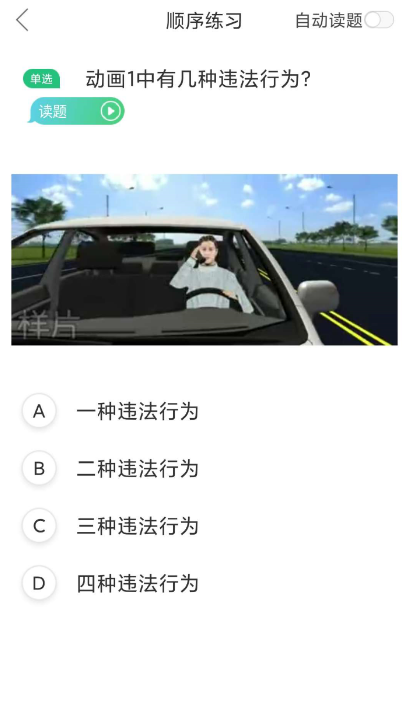 顺序练习
自动读题
单选
动画1中有几种违法行为?
读题
样片
A 一种违法行为
B 二种违法行为
C 三种违法行为
D 四种违法行为